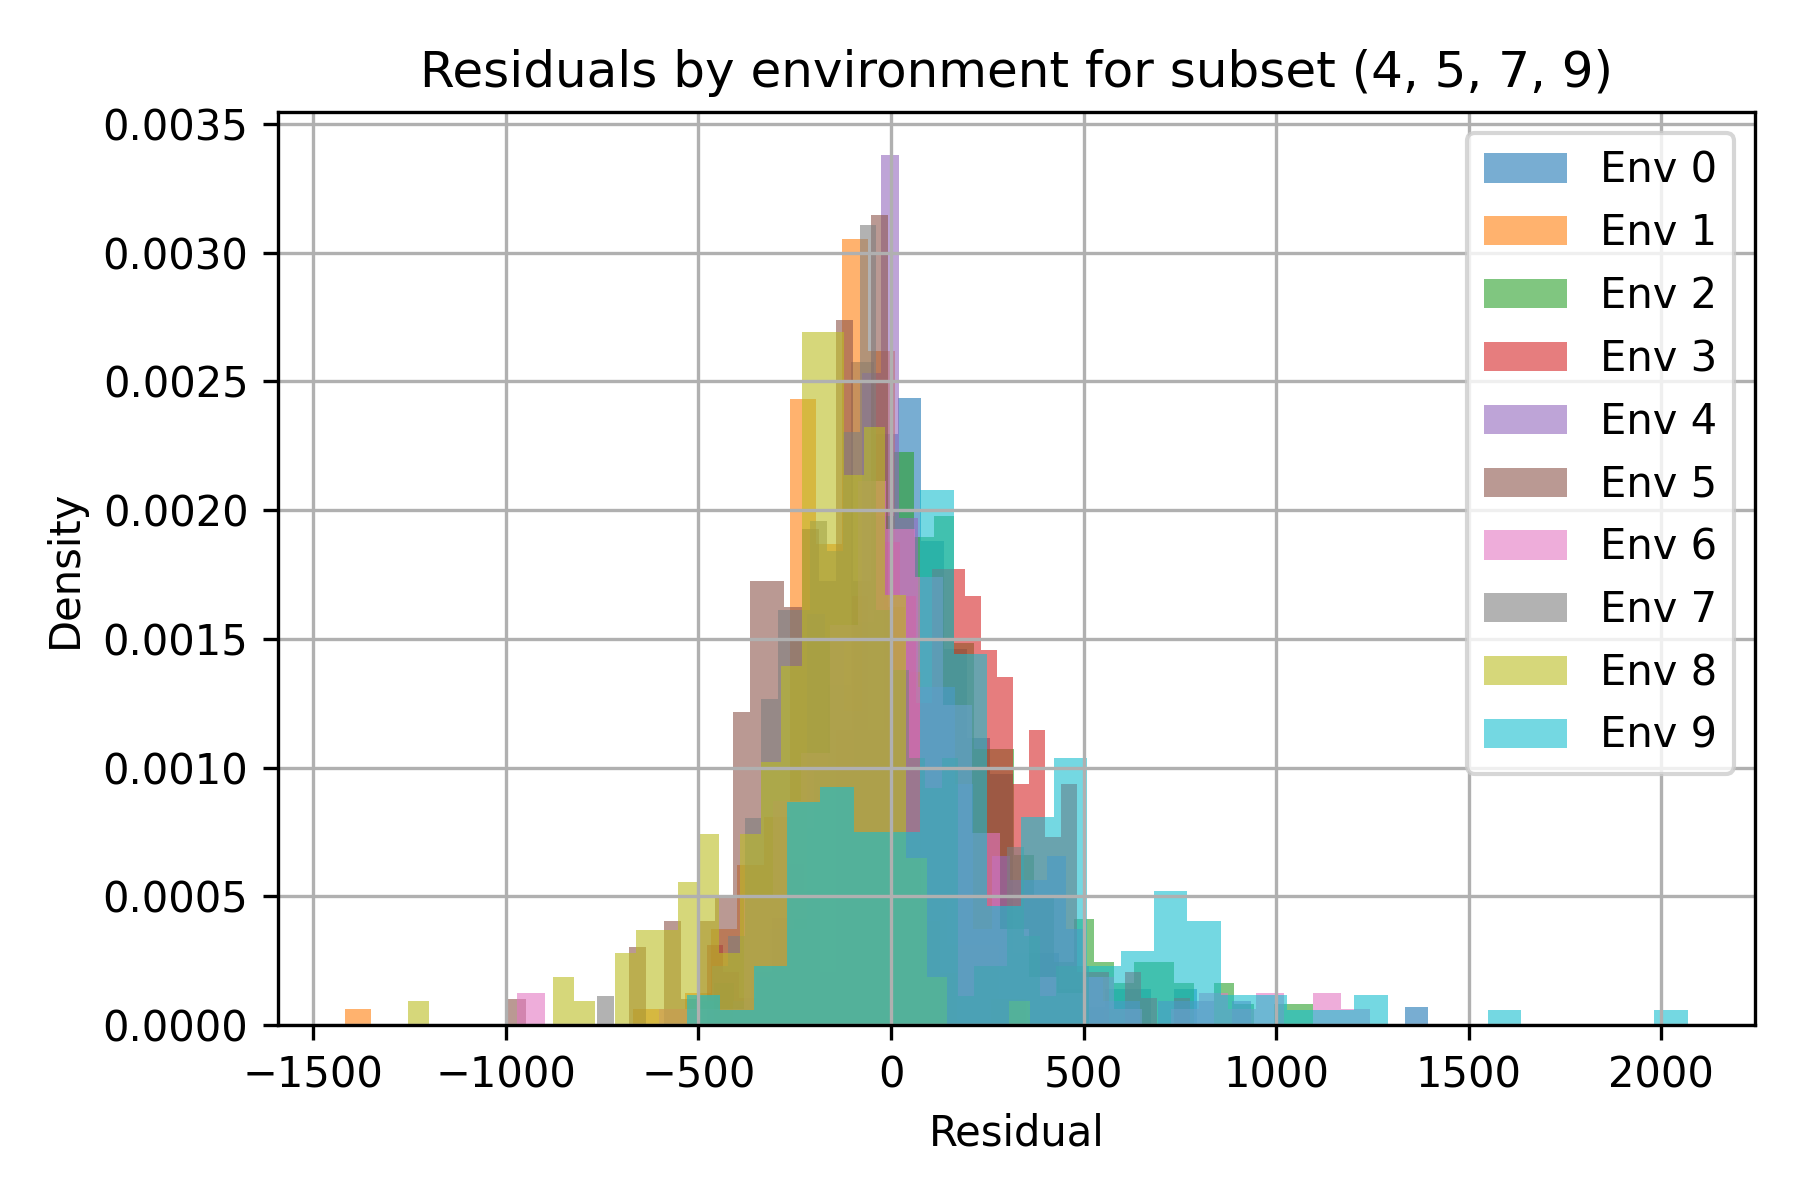 Residuals by environment for subset (4, 5, 7, 9)
0.0035
0.0030
0.0025
0.0020
0.0015
0.0010
0.0005
0.0000
Density
Env 0
Env 1
Env 2
Env 3
Env 4
Env 5
Env 6
Env 7
Env 8
Env 9
−1500 −1000 −500 0 500 1000 1500 2000
Residual